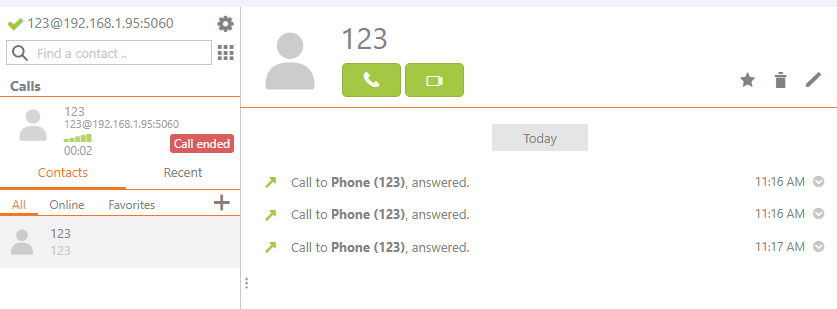 123@192.168.1.95:5060
Find a contact ..
Calls
123
123@192.168.1.95:5060
00:02
Call ended
Contacts Recent
All Online Favorites
123
123
123
Today
Call to Phone (123), answered. 11:16 AM
Call to Phone (123), answered. 11:16 AM
Call to Phone (123), answered. 11:17 AM